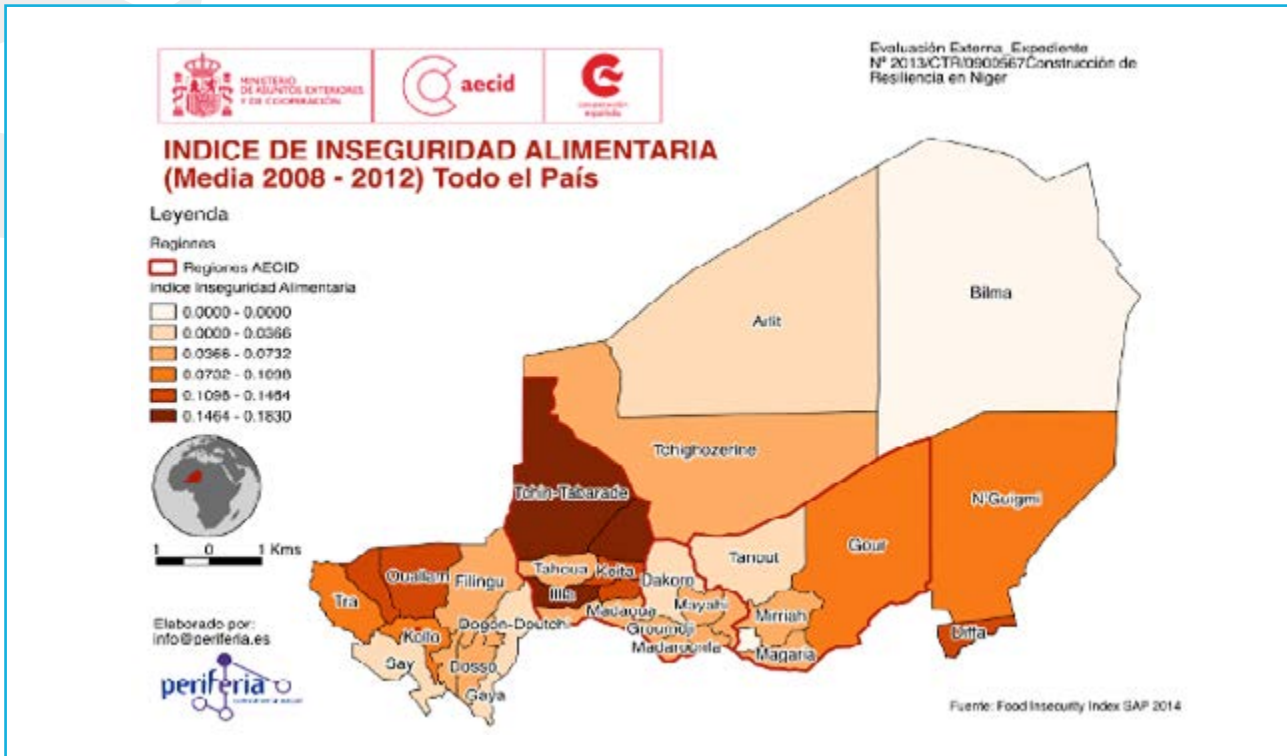 MINISTERIO
DE ASUNTOS EXTERIORES
Y DE COOPERACIÓN
aecid
cooperación
española
Evaluación Externa_Expediente
Nº 2013/CTR/0900567Construcción de
Resiliencia en Niger
INDICE DE INSEGURIDAD ALIMENTARIA
(Media 2008 - 2012) Todo el País
Leyenda
Regiones
Regiones AECID
Indice Inseguridad Alimentaria
0.0000 - 0.0000
0.0000 - 0.0366
0.0366 - 0.0732
0.0732 - 0.1098
0.1098 - 0.1464
0.1464 - 0.1830
Bilma
Arlit
Tchighozerine
Tchin-Tabarade
N'Guigmi
Gour
Tanout
1 0 1 Kms
Ouallam
Filingu
Tahoua
Keita
Dakoro
Tra
Illla
Madaoua
Mayahi
Mirriah
Diffa
Kollo
Dogon-Doutchi
Groumdji
Madarounfa
Magaria
Say
Dosso
Gaya
Elaborado por:
info@periferia.es
periferia
Fuente: Food Insecurity Index SAP 2014